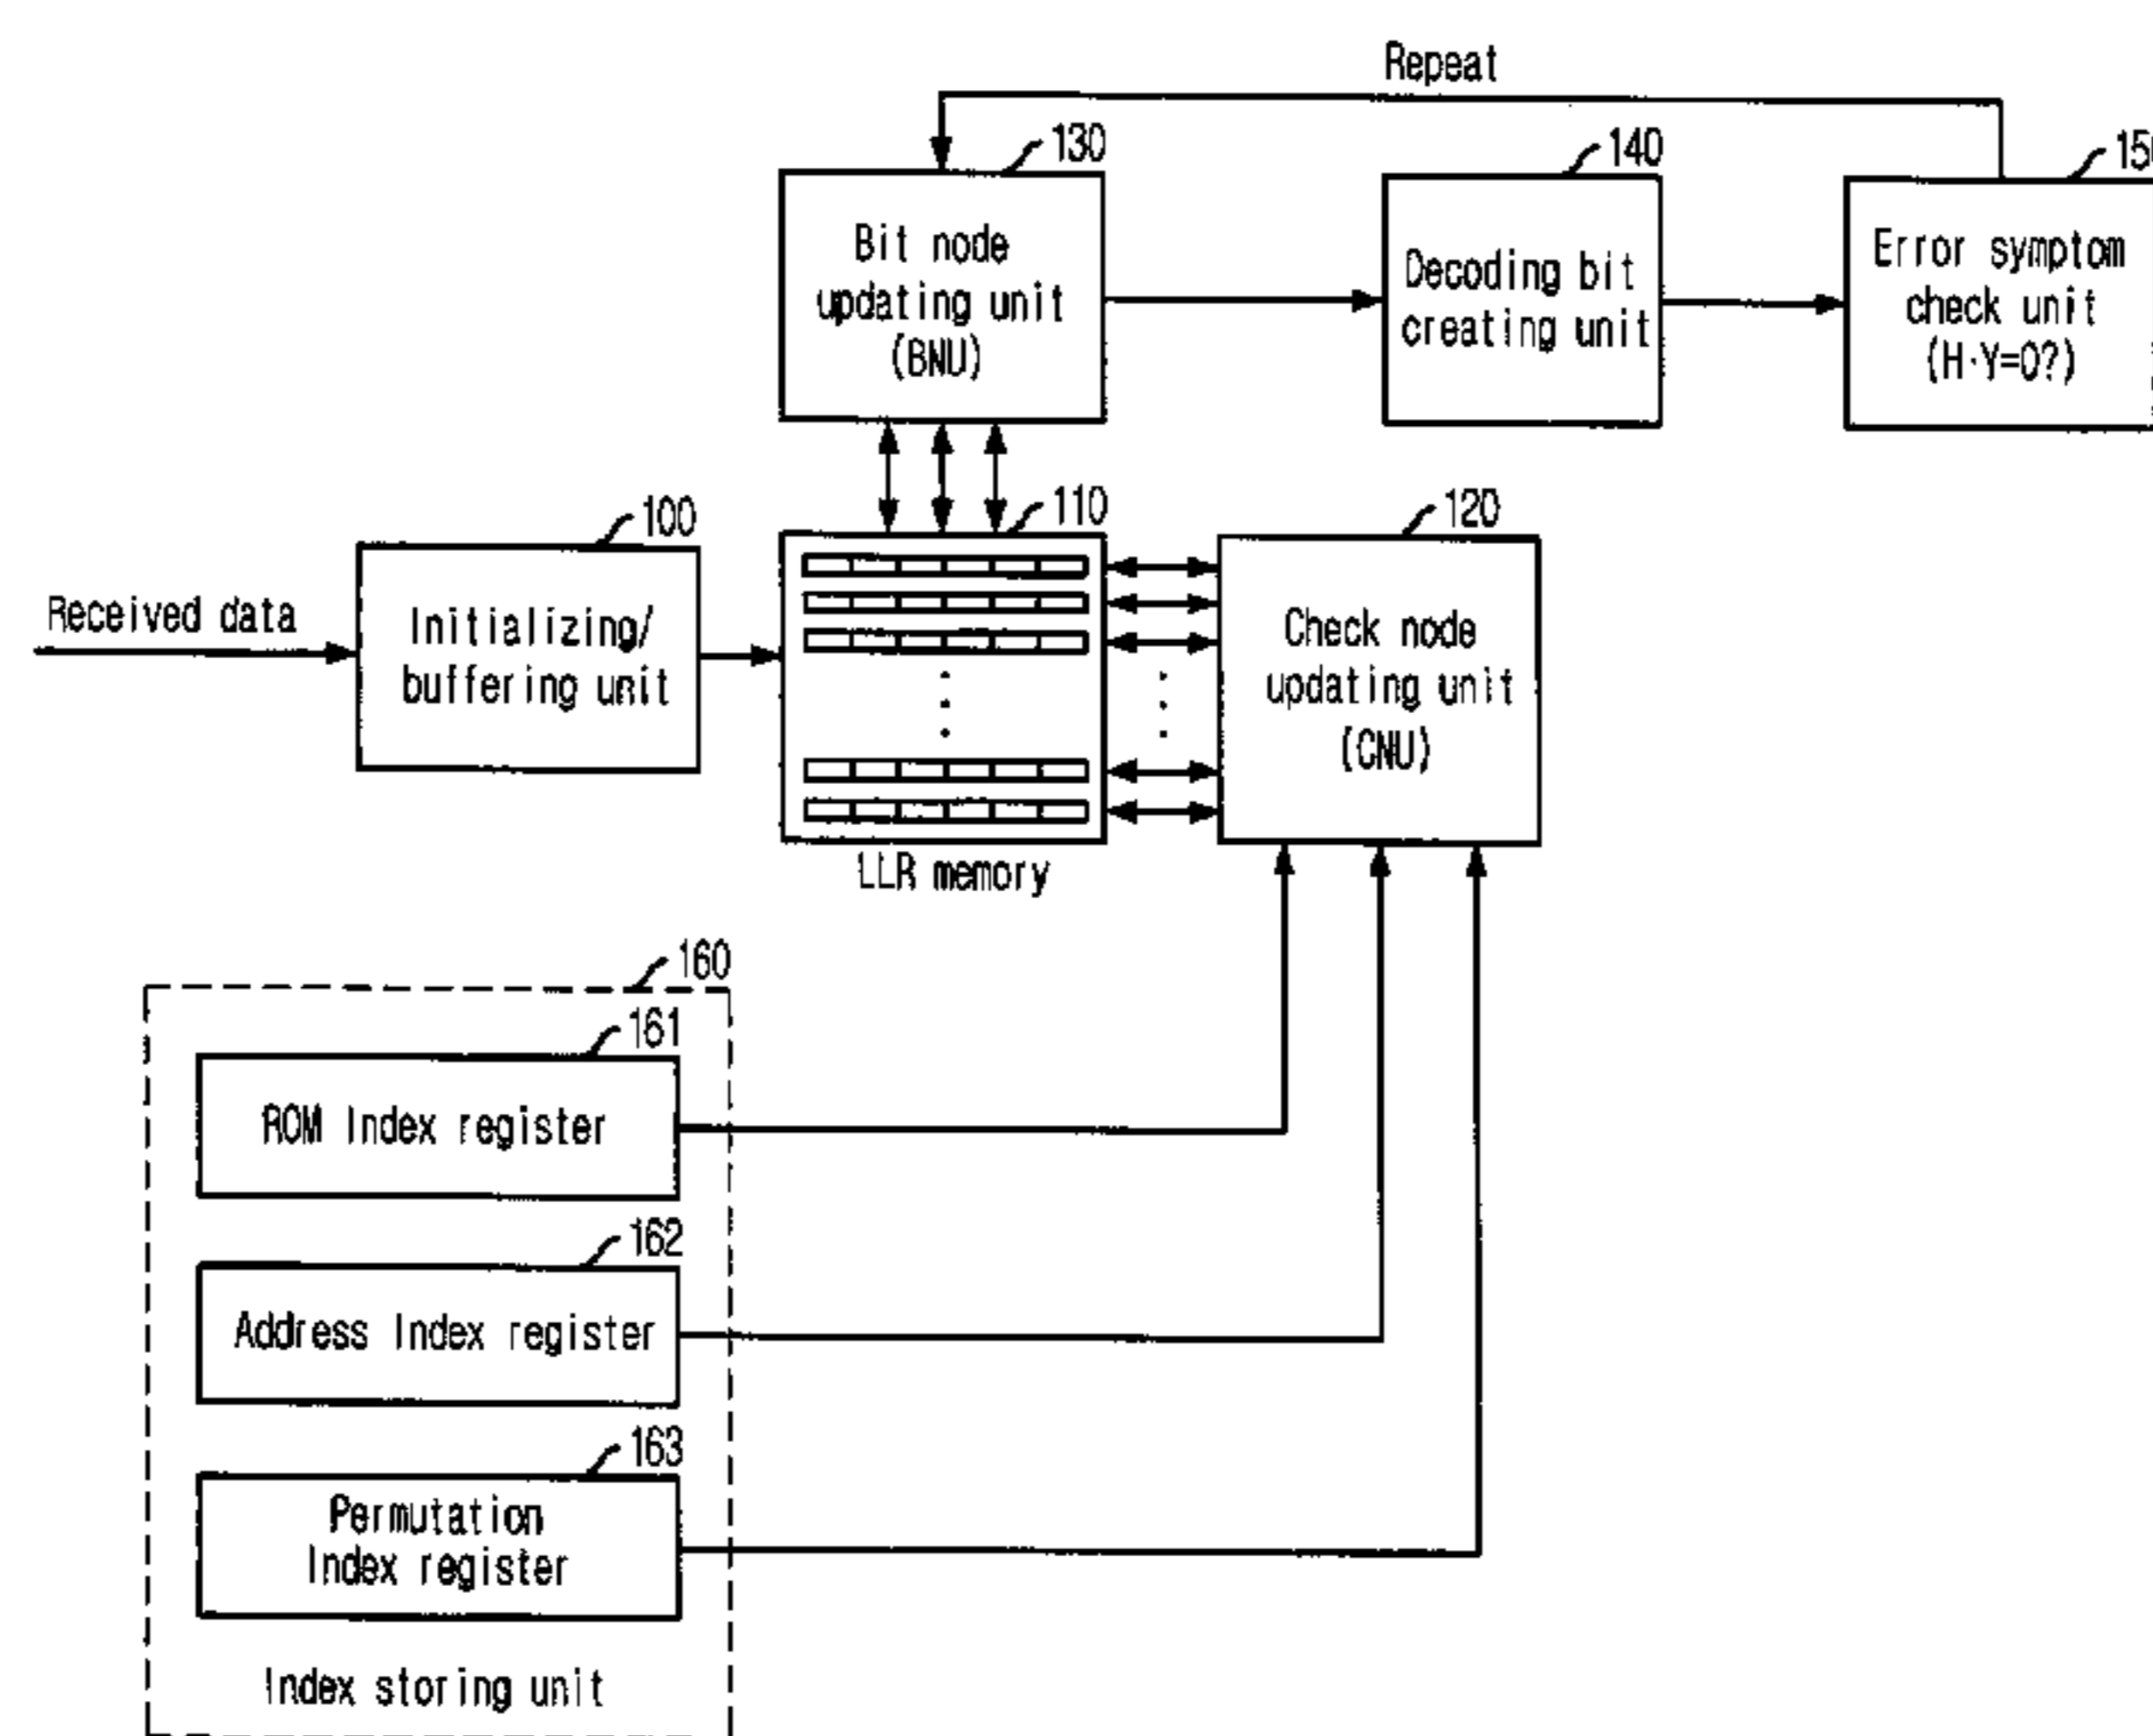 Repeat
130
140
15
Bit node
updating unit
(BNU)
Decoding bit
creating unit
Error symptom
check unit
(H·Y=0?)
100
110
120
Received data
Initializing/
buffering unit
Check node
updating unit
(CNU)
LLR memory
160
161
ROM Index register
162
Address Index register
163
Permutation
Index register
Index storing unit